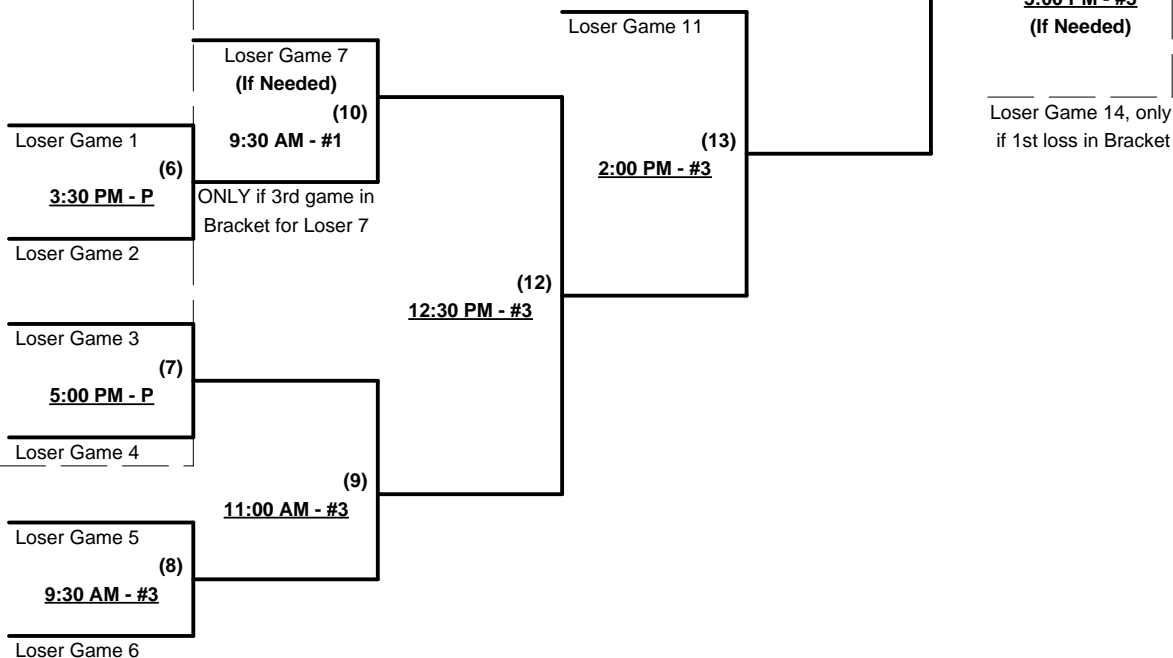 Loser Game 11
(If Needed)
Loser Game 7
(If Needed)
(10)
9:30 AM - #1
Loser Game 14, only
if 1st loss in Bracket
Loser Game 1
(6)
3:30 PM - P
(13)
2:00 PM - #3
ONLY if 3rd game in
Bracket for Loser 7
Loser Game 2
(12)
12:30 PM - #3
Loser Game 3
(7)
5:00 PM - P
Loser Game 4
(9)
11:00 AM - #3
Loser Game 5
(8)
9:30 AM - #3
Loser Game 6